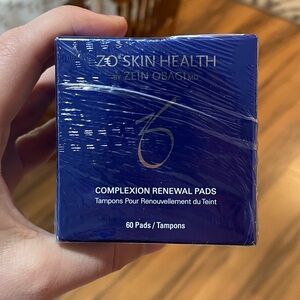 ZO® SKIN HEALTH
BY ZEIN OBAGI MD
COMPLEXION RENEWAL PADS
Tampons Pour Renouvellement du Teint
60 Pads / Tampons